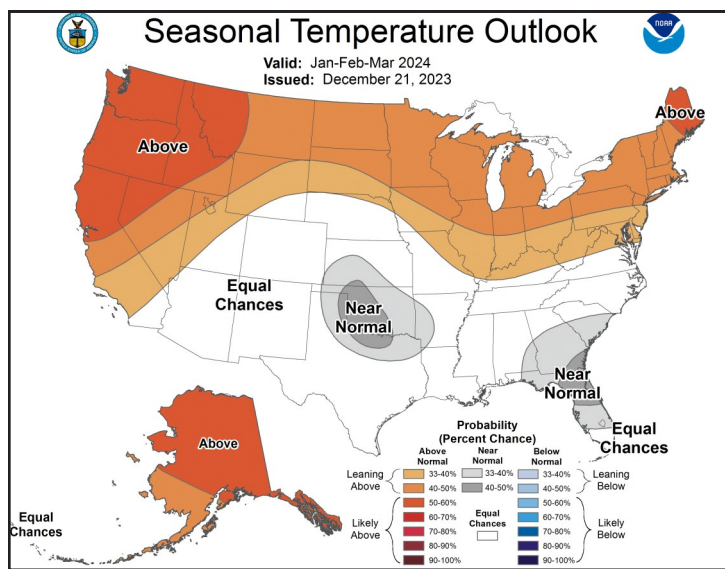 Seasonal Temperature Outlook
NOAA
Valid: Jan-Feb-Mar 2024
Issued: December 21, 2023
Above
Above
Equal
Chances
Near
Normal
Near
Normal
Equal
Chances
Above
Equal
Chances
Probability
(Percent Chance)
Above Normal
Near Normal
Below Normal
Leaning Above
33-40%
33-40%
33-40%
Leaning Below
40-50%
40-50%
40-50%
Likely Above
50-60%
50-60%
Likely Below
60-70%
60-70%
70-80%
Equal Chances
70-80%
80-90%
80-90%
90-100%
90-100%